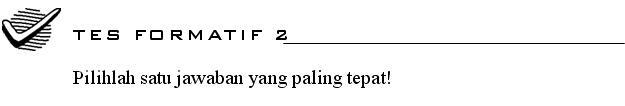 TES FORMATIF 2
Pilihlah satu jawaban yang paling tepat!